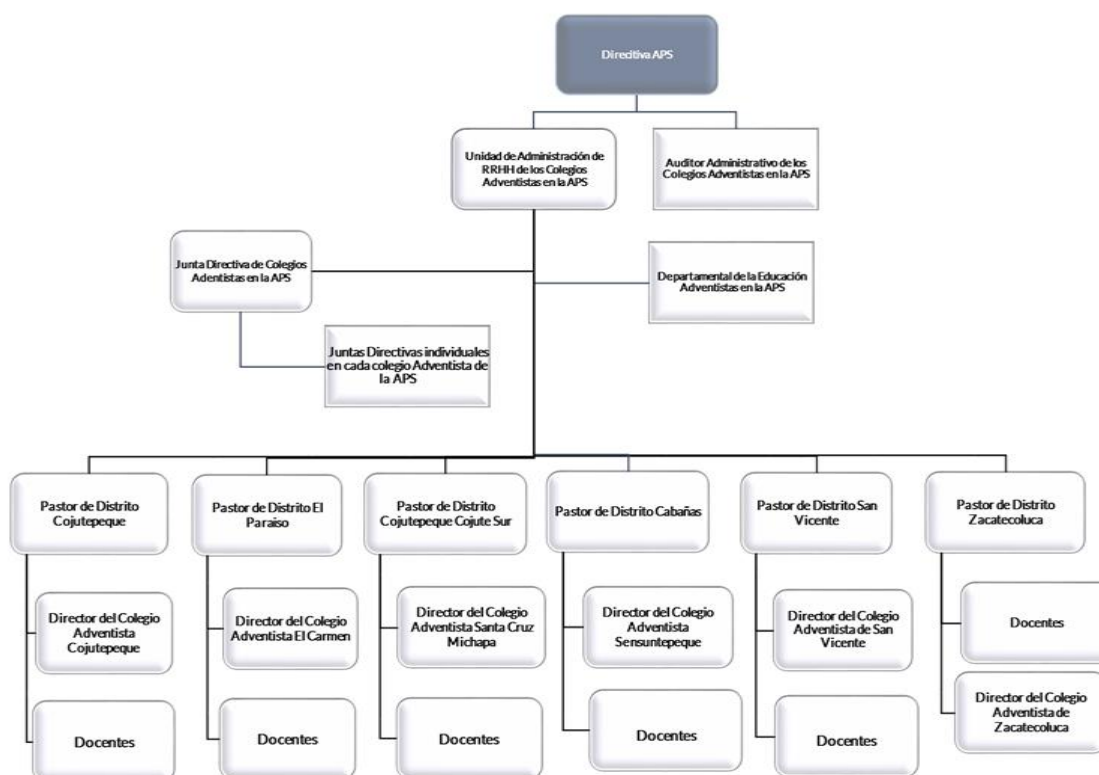 Direcitiva APS
Unidad de Administración de
RRHH de los Colegios
Adventistas en la APS
Auditor Administrativo de los
Colegios Adventistas en la APS
Junta Directiva de Colegios
Adentistas en la APS
Departamental de la Educación
Adventistas en la APS
Juntas Directivas individuales
en cada colegio Adventista de
la APS
Pastor de Distrito
Cojutepeque
Pastor de Distrito El
Paraiso
Pastor de Distrito
Cojutepeque Cojute Sur
Pastor de Distrito Cabañas
Pastor de Distrito San
Vicente
Pastor de Distrito
Zacatecoluca
Director del Colegio
Adventista
Cojutepeque
Director del Colegio
Adventista El Carmen
Director del Colegio
Adventista Santa Cruz
Michapa
Director del Colegio
Adventista
Sensuntepeque
Director del Colegio
Adventista de San
Vicente
Docentes
Docentes
Docentes
Docentes
Docentes
Docentes
Director del Colegio
Adventista de
Zacatecoluca